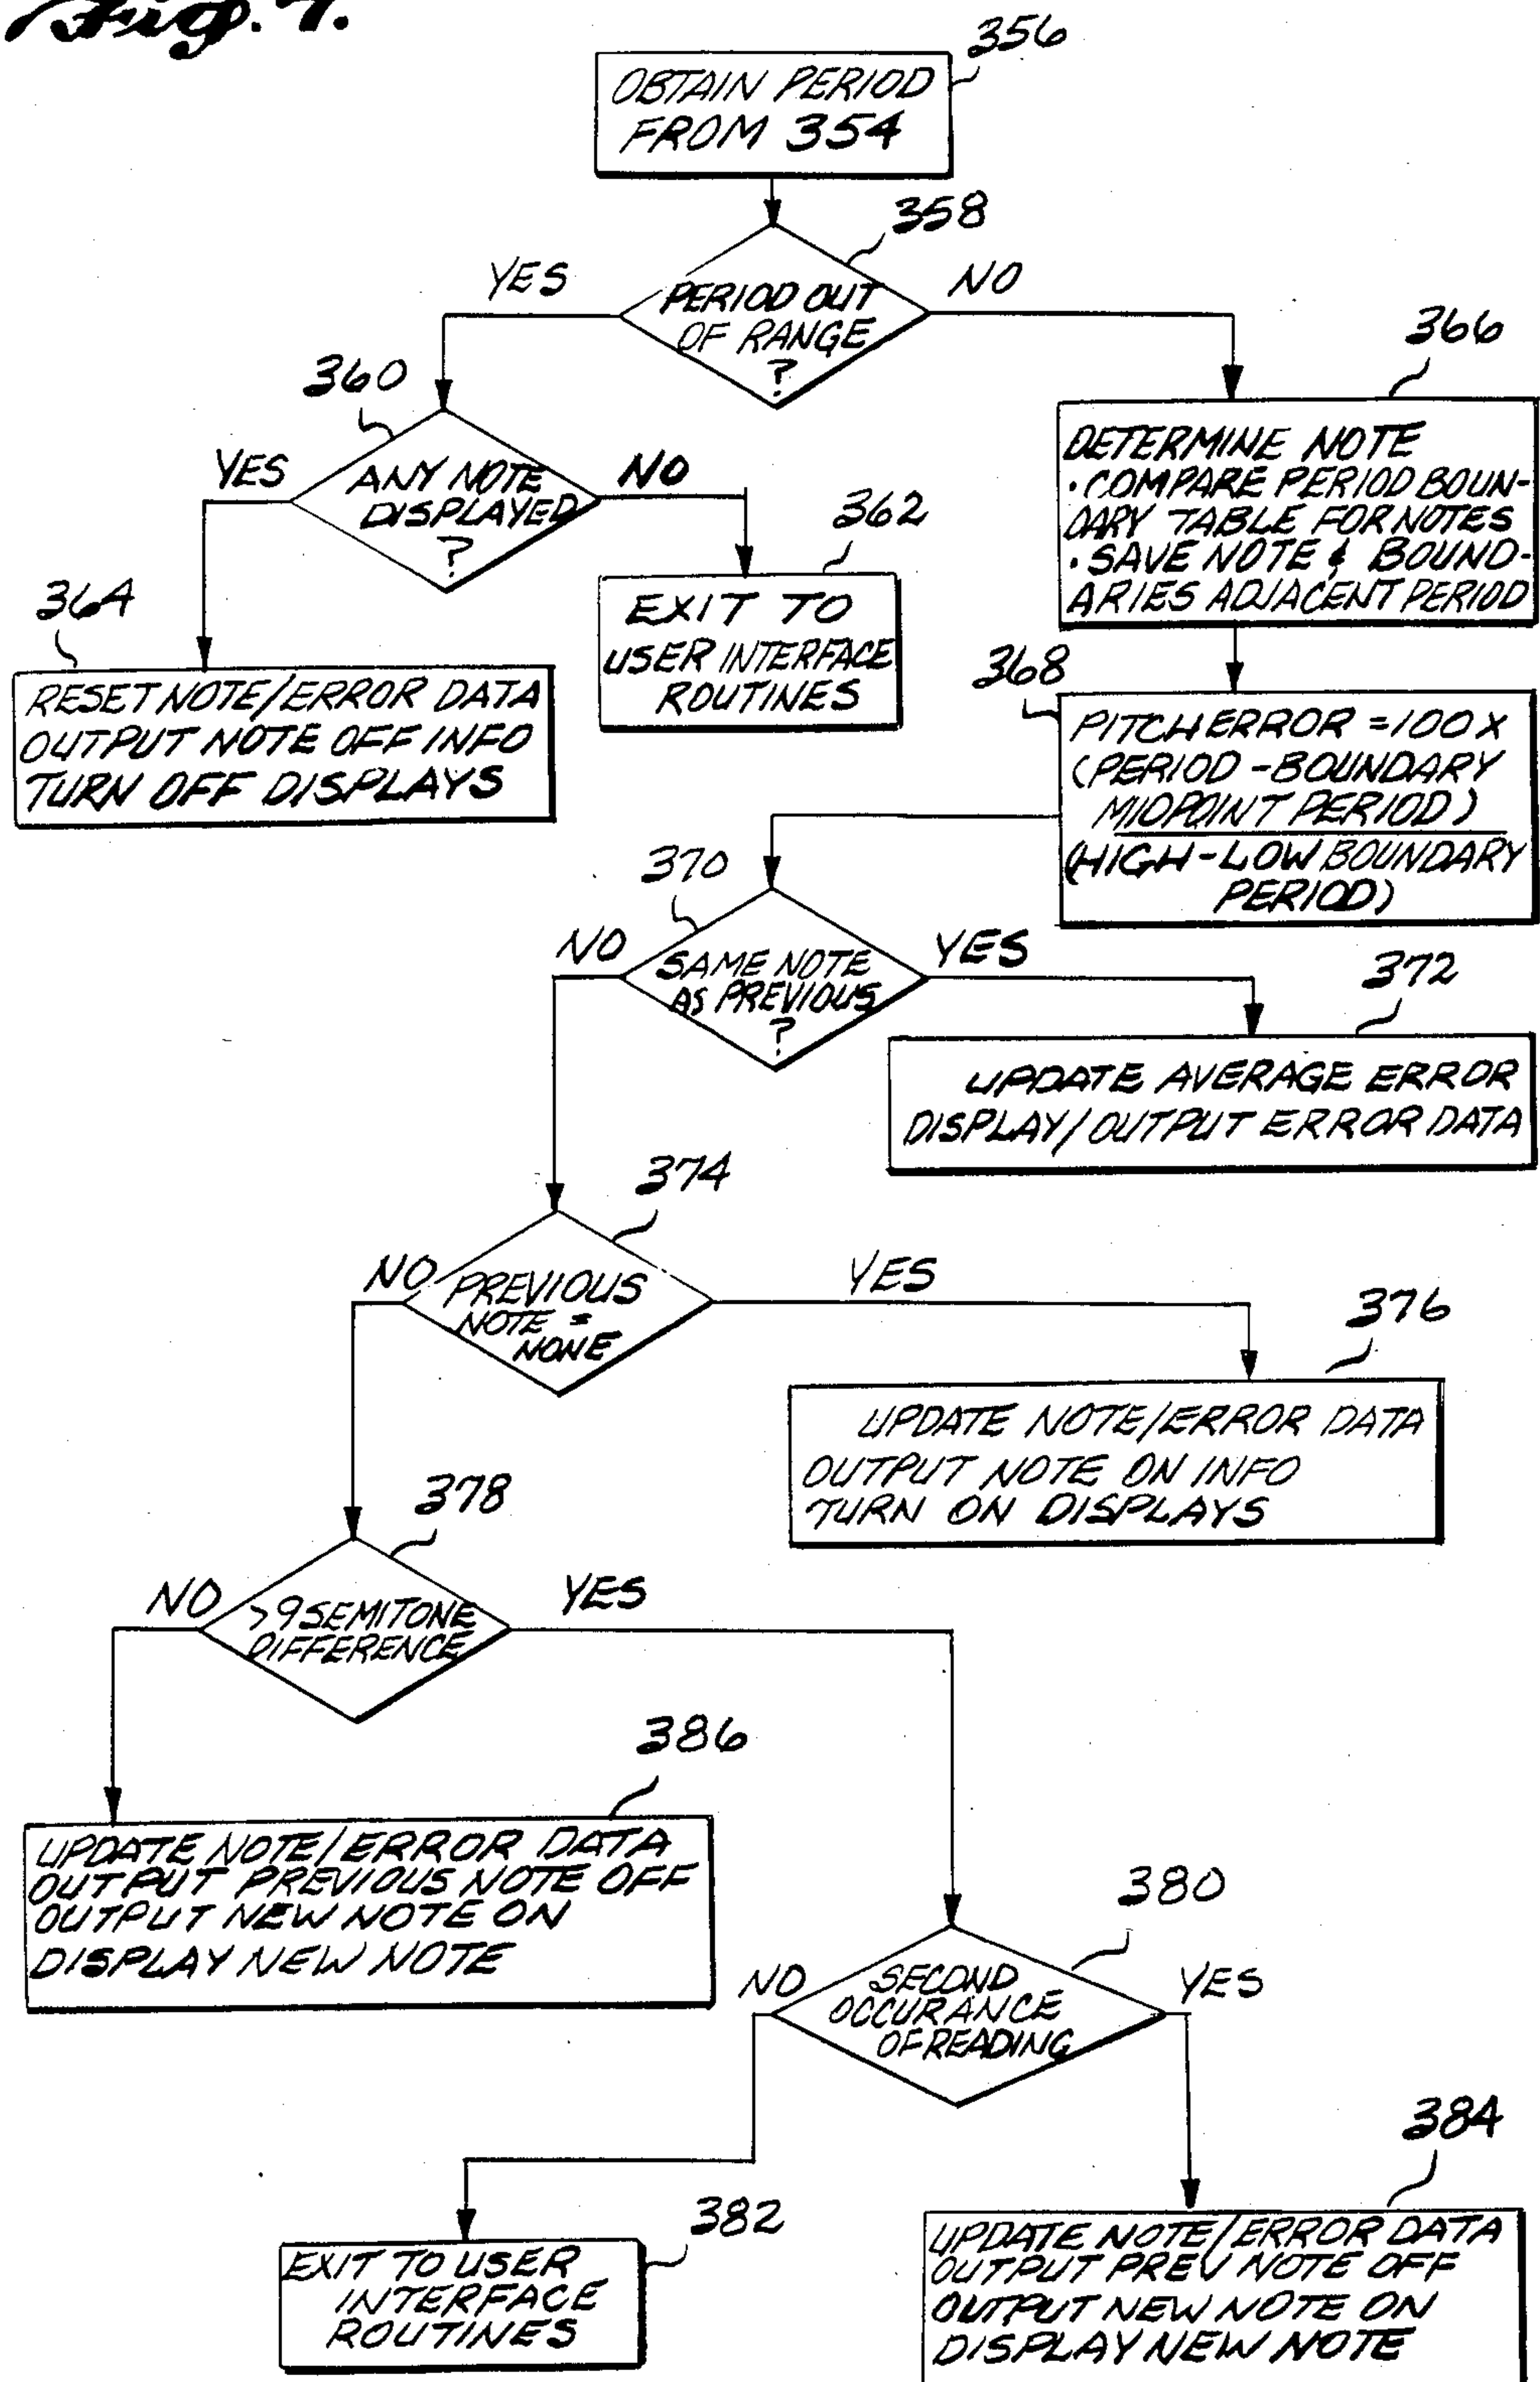 Fig. 7.
356
OBTAIN PERIOD
FROM 354
358
YES
NO
PERIOD OUT
OF RANGE
?
366
360
DETERMINE NOTE
• COMPARE PERIOD BOUN-
DARY TABLE FOR NOTES
• SAVE NOTE & BOUND-
ARIES ADJACENT PERIOD
YES
ANY NOTE
DISPLAYED
?
NO
362
EXIT TO
USER INTERFACE
ROUTINES
364
RESET NOTE/ERROR DATA
OUTPUT NOTE OFF INFO
TURN OFF DISPLAYS
368
PITCH ERROR = 100 X
(PERIOD - BOUNDARY
MIDPOINT PERIOD)
(HIGH - LOW BOUNDARY
PERIOD)
370
NO
SAME NOTE
AS PREVIOUS
?
YES
372
UPDATE AVERAGE ERROR
DISPLAY/OUTPUT ERROR DATA
374
NO
PREVIOUS
NOTE =
NONE
YES
376
UPDATE NOTE/ERROR DATA
OUTPUT NOTE ON INFO
TURN ON DISPLAYS
378
NO
>9 SEMITONE
DIFFERENCE
YES
386
UPDATE NOTE/ERROR DATA
OUTPUT PREVIOUS NOTE OFF
OUTPUT NEW NOTE ON
DISPLAY NEW NOTE
380
NO
SECOND
OCCURANCE
OF READING
YES
382
EXIT TO USER
INTERFACE
ROUTINES
384
UPDATE NOTE/ERROR DATA
OUTPUT PREV NOTE OFF
OUTPUT NEW NOTE ON
DISPLAY NEW NOTE